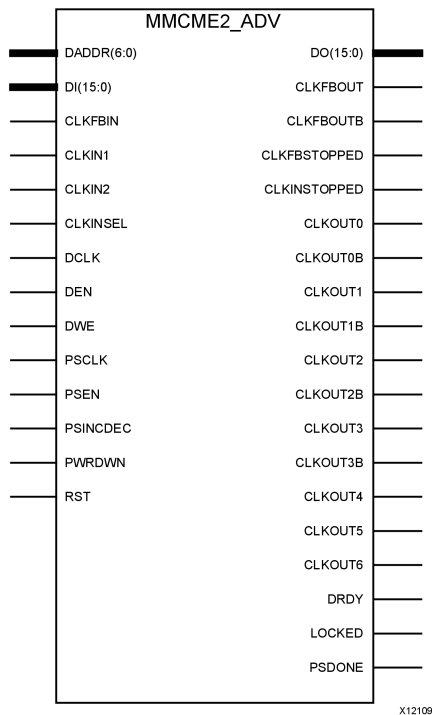 MMCME2_ADV
DADDR(6:0) DO(15:0)
DI(15:0) CLKFBOUT
CLKFBIN CLKFBOUTB
CLKIN1 CLKFBSTOPPED
CLKIN2 CLKINSTOPPED
CLKINSEL CLKOUT0
DCLK CLKOUT0B
DEN CLKOUT1
DWE CLKOUT1B
PSCLK CLKOUT2
PSEN CLKOUT2B
PSINCDEC CLKOUT3
PWRDWN CLKOUT3B
RST CLKOUT4
CLKOUT5
CLKOUT6
DRDY
LOCKED
PSDONE
X12109